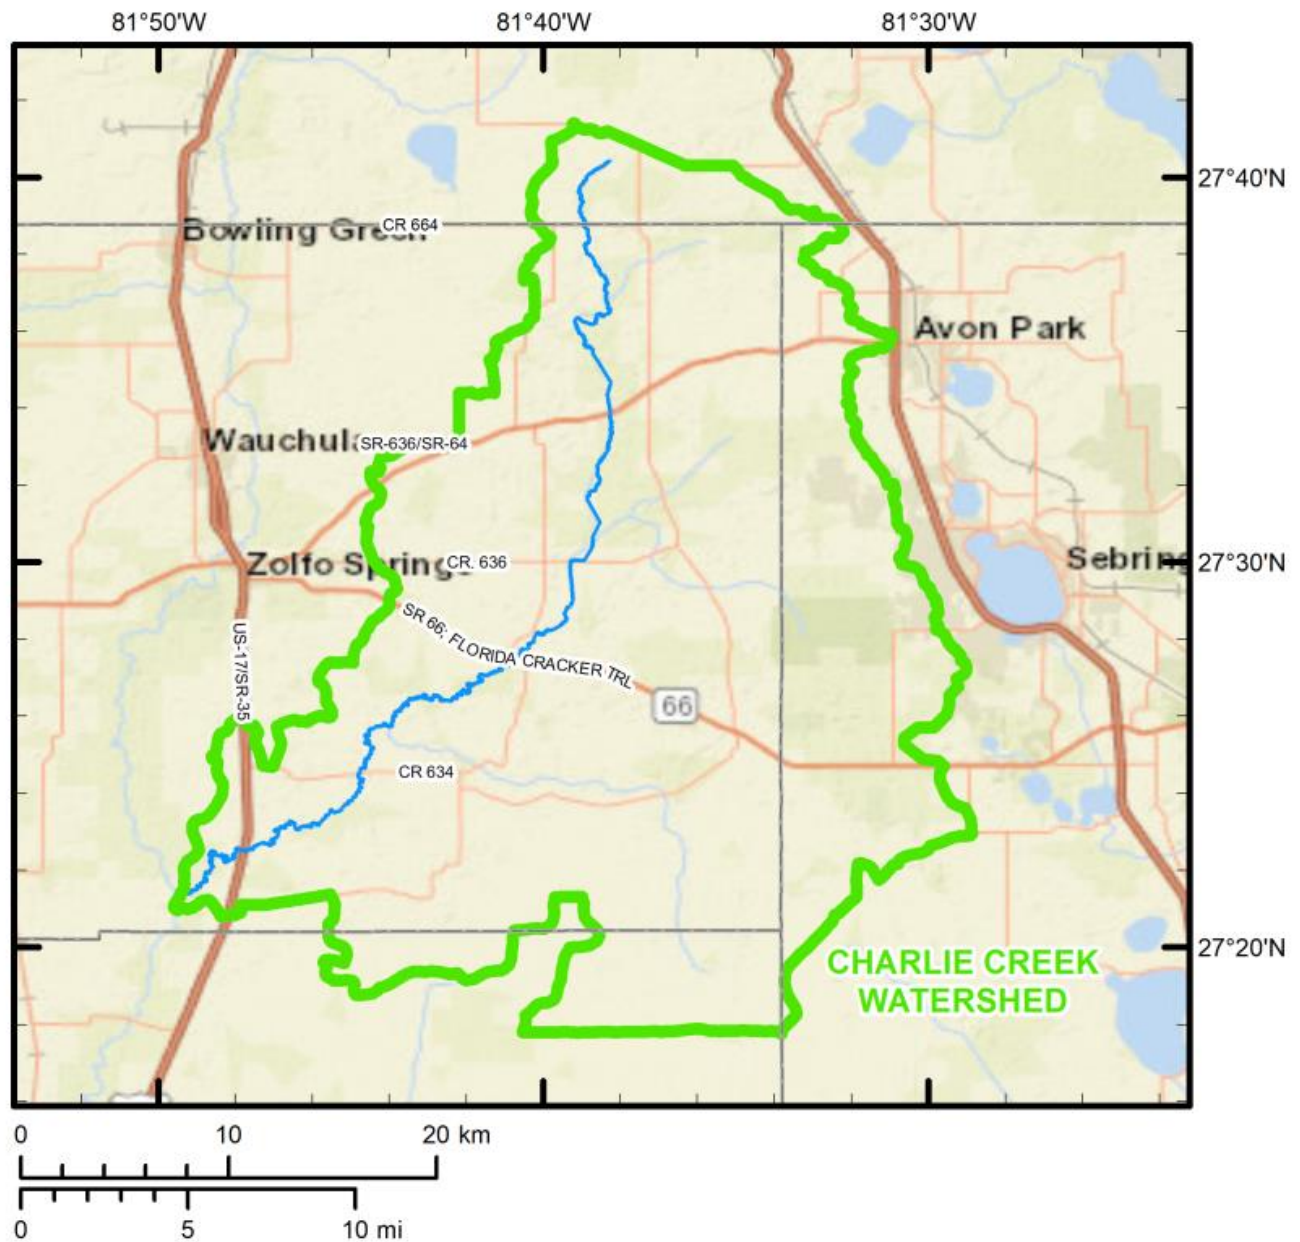 81°50'W 81°40'W 81°30'W
27°40'N
Bowling Green
CR 664
Avon Park
Wauchula
SR-636/SR-64
Zolfo Springs
CR. 636
Sebring
27°30'N
SR 66; FLORIDA CRACKER TRL
US-17/SR-35
66
CR 634
27°20'N
CHARLIE CREEK
WATERSHED
0 10 20 km
0 5 10 mi